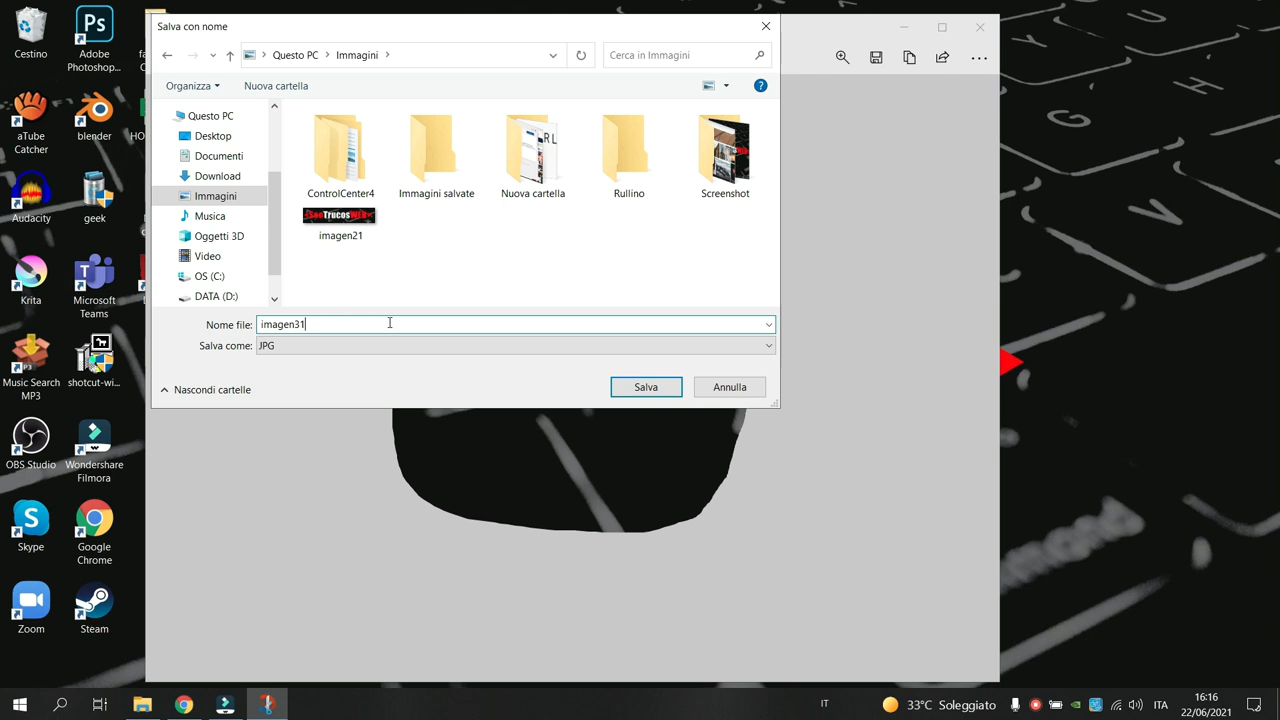 Salva con nome
Questo PC
Immagini
Cerca in Immagini
Organizza
Nuova cartella
Questo PC
Desktop
Documenti
Download
Immagini
Musica
Oggetti 3D
Video
OS (C:)
DATA (D:)
ControlCenter4
Immagini salvate
Nuova cartella
Rullino
Screenshot
SeoTrucosWEB
imagen21
Nome file:
imagen31
Salva come:
JPG
Nascondi cartelle
Salva
Annulla
Cestino
Adobe
Photoshop...
aTube
Catcher
blender
Audacity
geek
Krita
Microsoft
Teams
Music Search
MP3
shotcut-wi...
OBS Studio
Wondershare
Filmora
Skype
Google
Chrome
Zoom
Steam
IT
33°C Soleggiato
ITA
16:16
22/06/2021